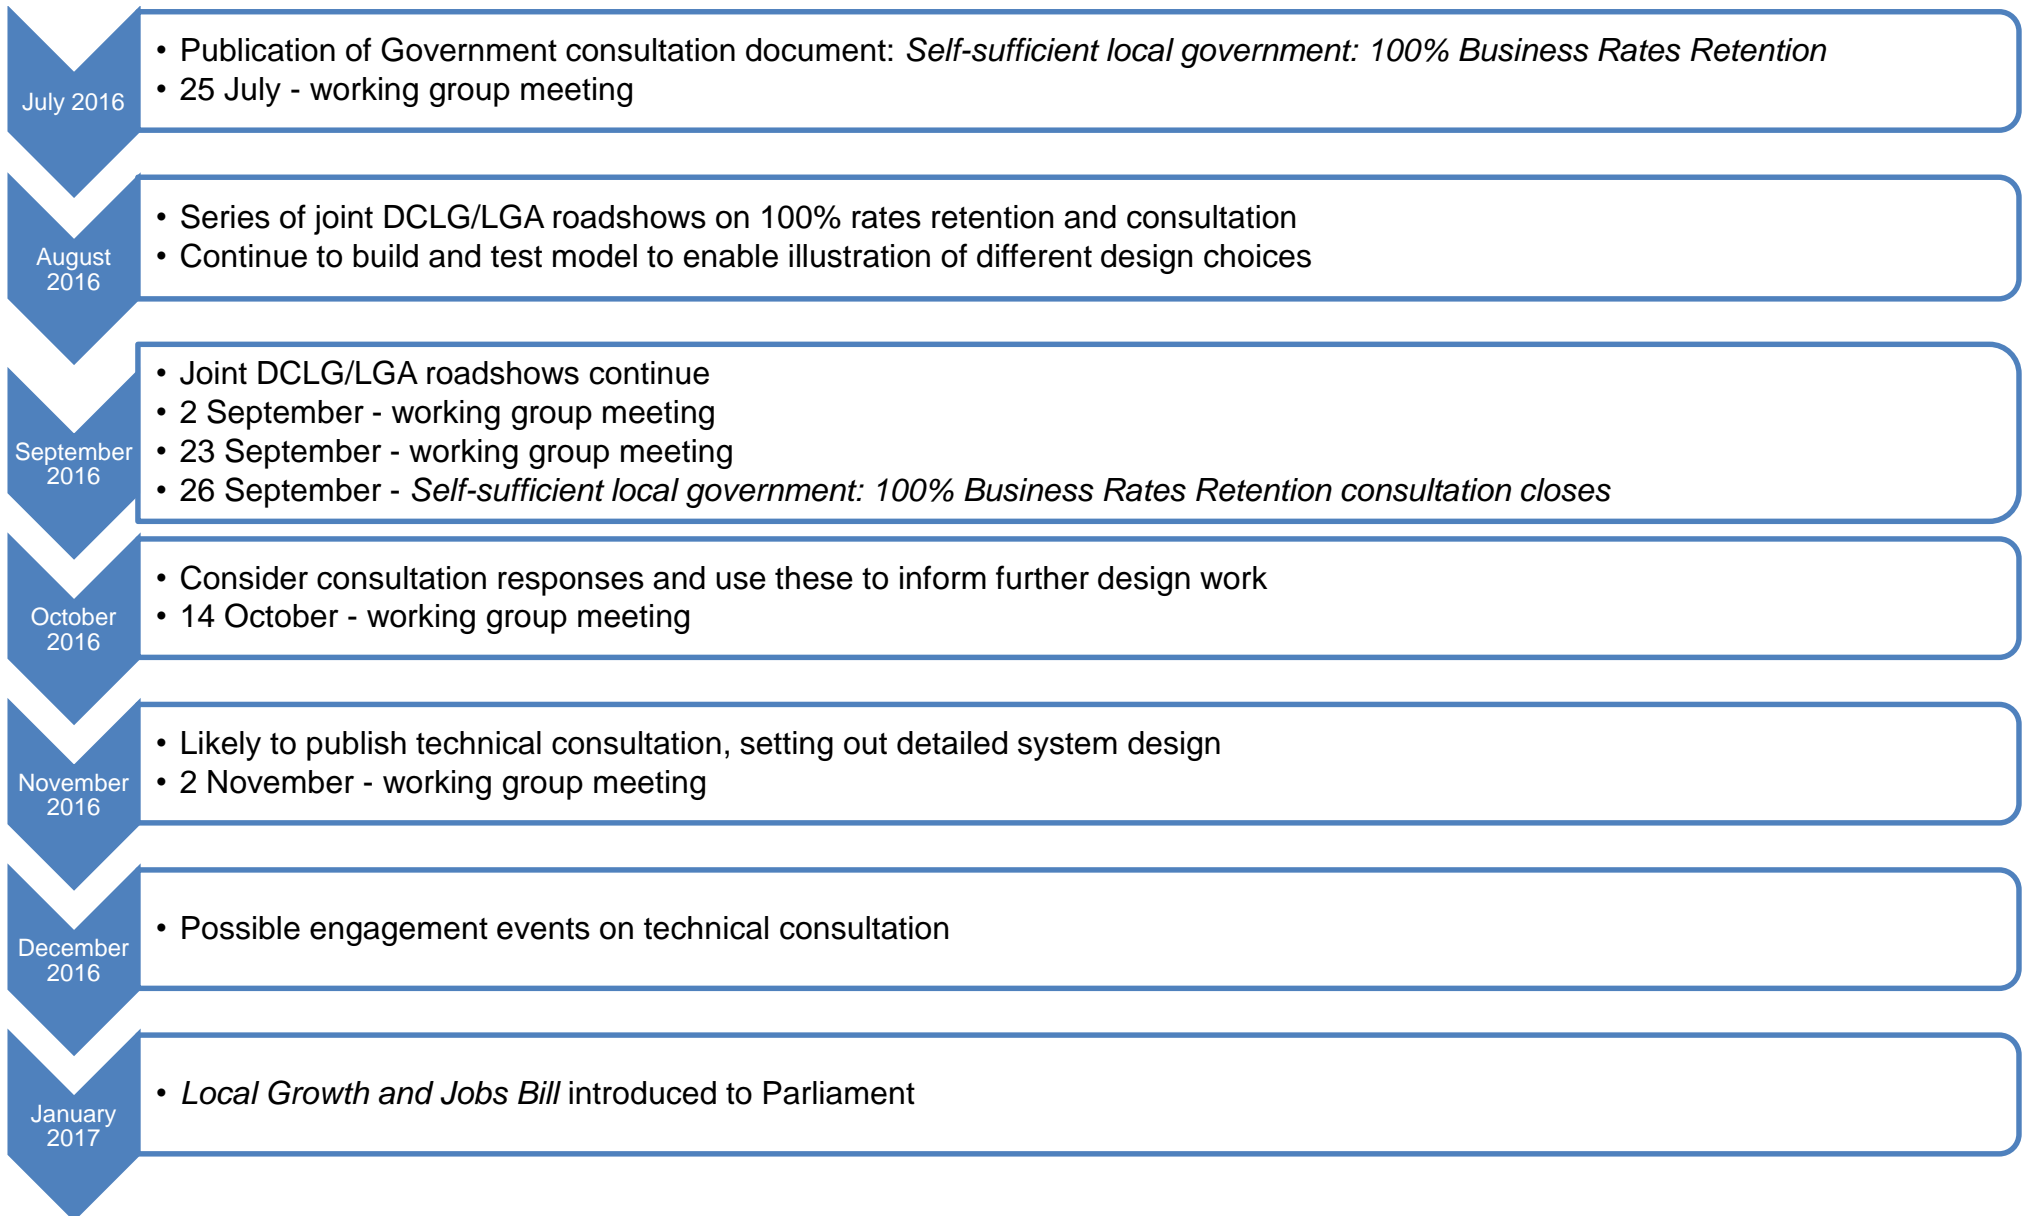 July 2016
• Publication of Government consultation document: Self-sufficient local government: 100% Business Rates Retention
• 25 July - working group meeting
August
2016
• Series of joint DCLG/LGA roadshows on 100% rates retention and consultation
• Continue to build and test model to enable illustration of different design choices
September
2016
• Joint DCLG/LGA roadshows continue
• 2 September - working group meeting
• 23 September - working group meeting
• 26 September - Self-sufficient local government: 100% Business Rates Retention consultation closes
October
2016
• Consider consultation responses and use these to inform further design work
• 14 October - working group meeting
November
2016
• Likely to publish technical consultation, setting out detailed system design
• 2 November - working group meeting
December
2016
• Possible engagement events on technical consultation
January
2017
• Local Growth and Jobs Bill introduced to Parliament